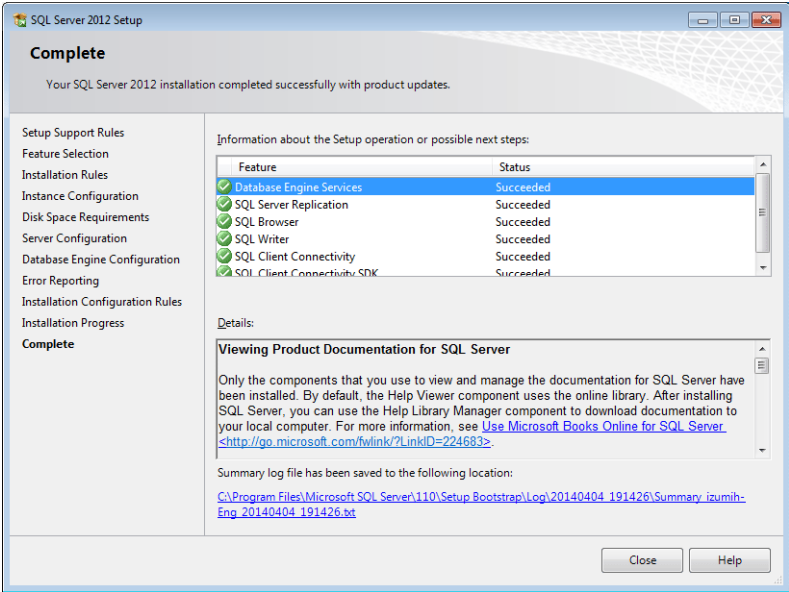 SQL Server 2012 Setup
Complete
Your SQL Server 2012 installation completed successfully with product updates.
Setup Support Rules
Feature Selection
Installation Rules
Instance Configuration
Disk Space Requirements
Server Configuration
Database Engine Configuration
Error Reporting
Installation Configuration Rules
Installation Progress
Complete
Information about the Setup operation or possible next steps:
Feature Status
Database Engine Services Succeeded
SQL Server Replication Succeeded
SQL Browser Succeeded
SQL Writer Succeeded
SQL Client Connectivity Succeeded
SQL Client Connectivity SDK Succeeded
Details:
Viewing Product Documentation for SQL Server
Only the components that you use to view and manage the documentation for SQL Server have
been installed. By default, the Help Viewer component uses the online library. After installing
SQL Server, you can use the Help Library Manager component to download documentation to
your local computer. For more information, see Use Microsoft Books Online for SQL Server
<http://go.microsoft.com/fwlink/?LinkID=224683>.
Summary log file has been saved to the following location:
C:\Program Files\Microsoft SQL Server\110\Setup Bootstrap\Log\20140404_191426\Summary_izumih-
Eng_20140404_191426.txt
Close Help